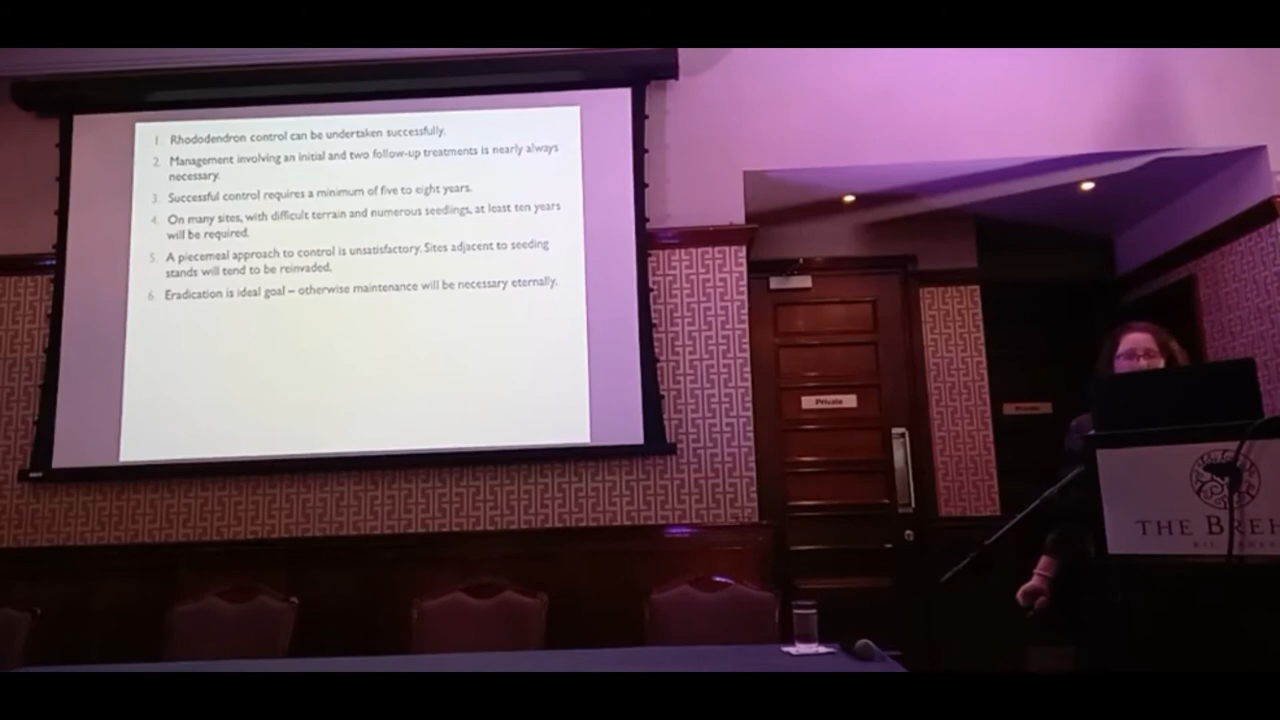 1. Rhododendron control can be undertaken successfully.
2. Management involving an initial and two follow-up treatments is nearly always
necessary.
3. Successful control requires a minimum of five to eight years.
4. On many sites, with difficult terrain and numerous seedlings, at least ten years
will be required.
5. A piecemeal approach to control is unsatisfactory. Sites adjacent to seeding
stands will tend to be reinvaded.
6. Eradication is ideal goal – otherwise maintenance will be necessary eternally.
Private
Private
THE BRE